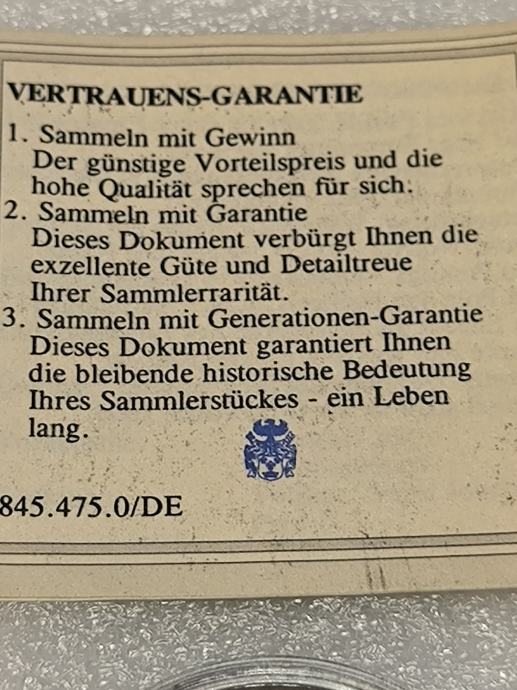 VERTRAUENS-GARANTIE
1. Sammeln mit Gewinn
Der günstige Vorteilspreis und die
hohe Qualität sprechen für sich.
2. Sammeln mit Garantie
Dieses Dokument verbürgt Ihnen die
exzellente Güte und Detailtreue
Ihrer Sammlerrarität.
3. Sammeln mit Generationen-Garantie
Dieses Dokument garantiert Ihnen
die bleibende historische Bedeutung
Ihres Sammlerstückes - ein Leben
lang.
845.475.0/DE